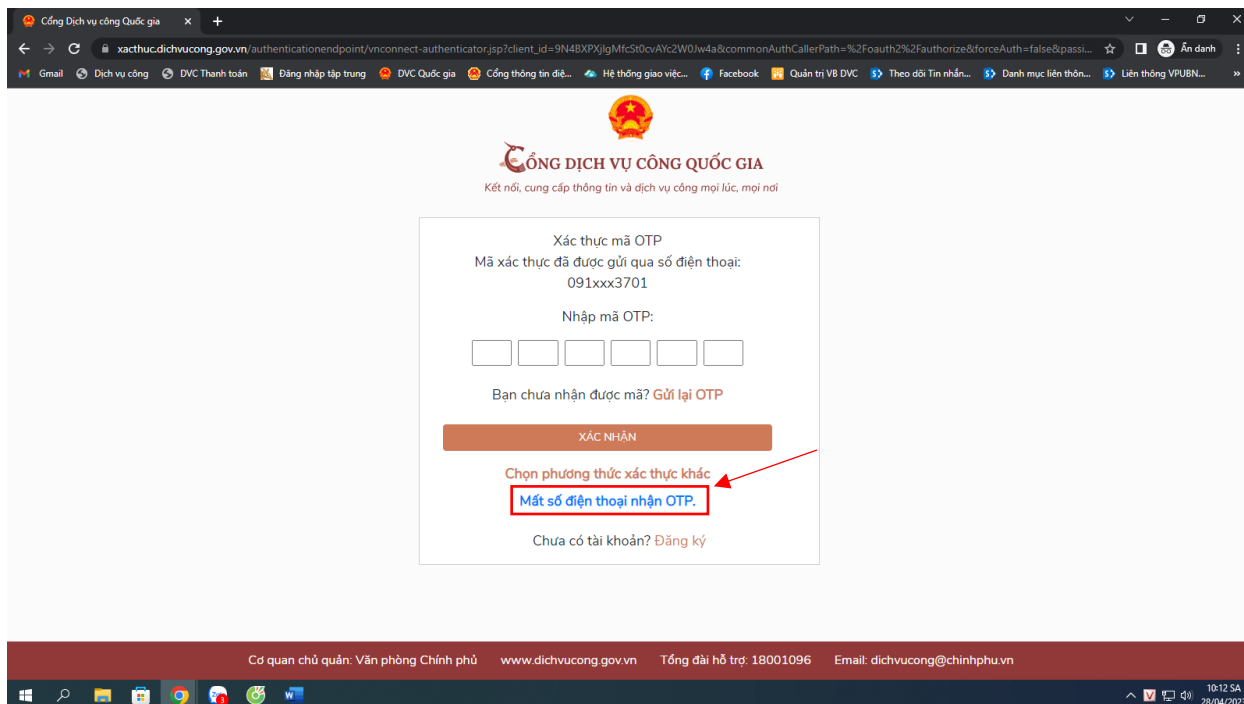 Cổng Dịch vụ công Quốc gia
xacthuc.dichvucong.gov.vn/authenticationendpoint/vnconnect-authenticator.jsp?client_id=9N4BXPXjIgMfcSt0cvAYc2W0Jw4a&commonAuthCallerPath=%2Foauth2%2Fauthorize&forceAuth=false&passi... Ẩn danh
Gmail Dịch vụ công DVC Thanh toán Đăng nhập tập trung DVC Quốc gia Cổng thông tin điệ... Hệ thống giao việc... Facebook Quản trị VB DVC Theo dõi Tin nhắn... Danh mục liên thôn... Liên thông VPUBN... »
CỔNG DỊCH VỤ CÔNG QUỐC GIA
Kết nối, cung cấp thông tin và dịch vụ công mọi lúc, mọi nơi
Xác thực mã OTP
Mã xác thực đã được gửi qua số điện thoại:
091xxx3701
Nhập mã OTP:
Bạn chưa nhận được mã? Gửi lại OTP
XÁC NHẬN
Chọn phương thức xác thực khác
Mất số điện thoại nhận OTP.
Chưa có tài khoản? Đăng ký
Cơ quan chủ quản: Văn phòng Chính phủ www.dichvucong.gov.vn Tổng đài hỗ trợ: 18001096 Email: dichvucong@chinhphu.vn
10:12 SA
28/04/2023